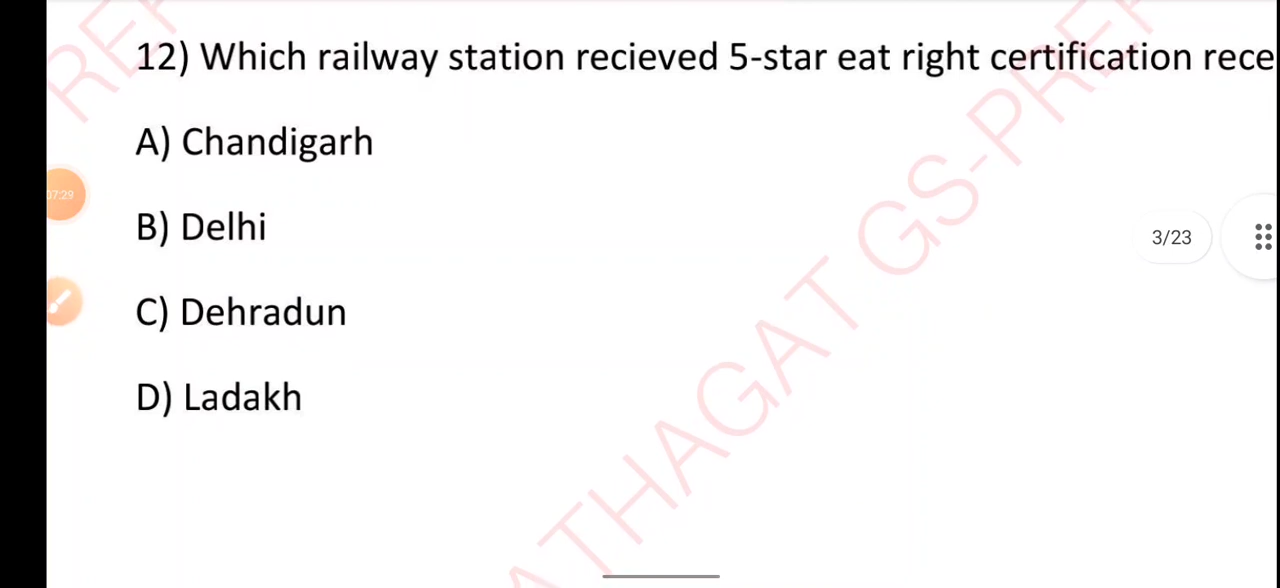 12) Which railway station recieved 5-star eat right certification rece
A) Chandigarh
07:29
B) Delhi
3/23
C) Dehradun
D) Ladakh
THAGAT GS-PREP